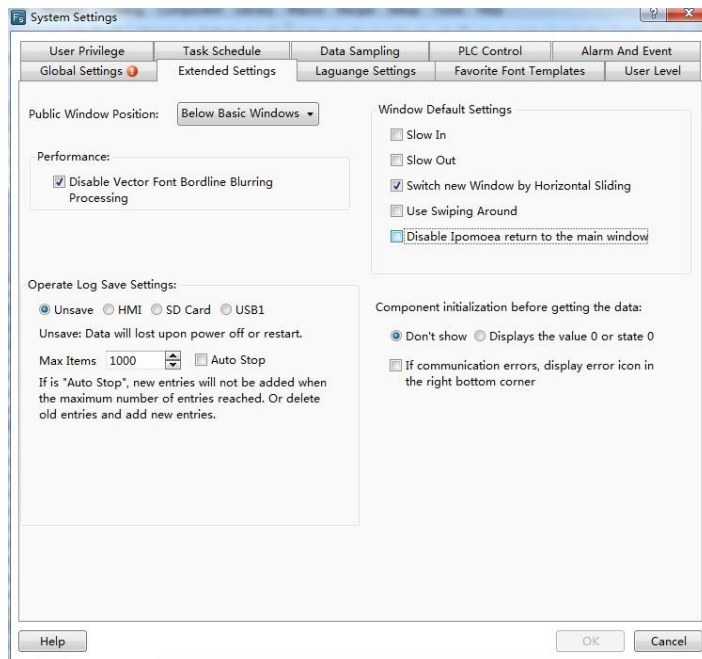 System Settings
User Privilege
Task Schedule
Data Sampling
PLC Control
Alarm And Event
Global Settings
Extended Settings
Laguange Settings
Favorite Font Templates
User Level
Public Window Position:
Below Basic Windows
Performance:
Disable Vector Font Bordline Blurring
Processing
Window Default Settings
Slow In
Slow Out
Switch new Window by Horizontal Sliding
Use Swiping Around
Disable Ipomoea return to the main window
Operate Log Save Settings:
Unsave HMI SD Card USB1
Unsave: Data will lost upon power off or restart.
Max Items 1000 Auto Stop
If is "Auto Stop", new entries will not be added when
the maximum number of entries reached. Or delete
old entries and add new entries.
Component initialization before getting the data:
Don't show Displays the value 0 or state 0
If communication errors, display error icon in
the right bottom corner
Help
OK
Cancel